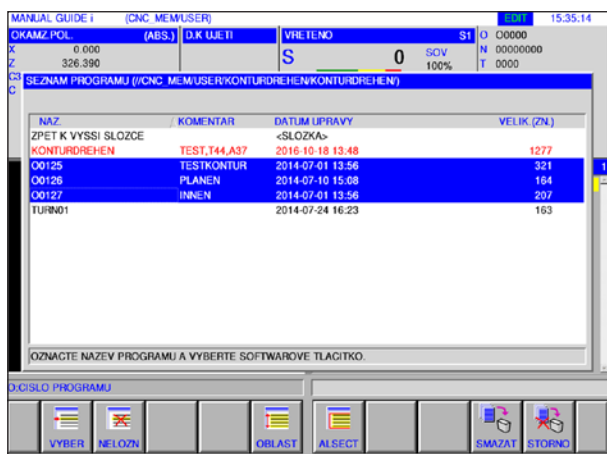 MANUAL GUIDE i (CNC_MEM/USER) EDIT 15:35:14
OKAMZ.POL. (ABS.) D.K UJETI VRETENO S1 O O0000
X 0.000 S 0 SOV 100% N 00000000
Z 326.390 T 0000
C3 SEZNAM PROGRAMU (//CNC_MEM/USER/KONTURDREHEN/KONTURDREHEN/)
C
NAZ. KOMENTAR DATUM UPRAVY VELIK.(ZN.)
ZPET K VYSSI SLOZCE <SLOZKA>
KONTURDREHEN TEST,T44,A37 2016-10-18 13:48 1277
O0125 TESTKONTUR 2014-07-01 13:56 321
O0126 PLANEN 2014-07-10 15:08 164
O0127 INNEN 2014-07-01 13:56 207
TURN01 2014-07-24 16:23 163
1
OZNACTE NAZEV PROGRAMU A VYBERTE SOFTWAROVE TLACITKO.
O:CISLO PROGRAMU
VYBER NELOZN OBLAST ALSECT SMAZAT STORNO